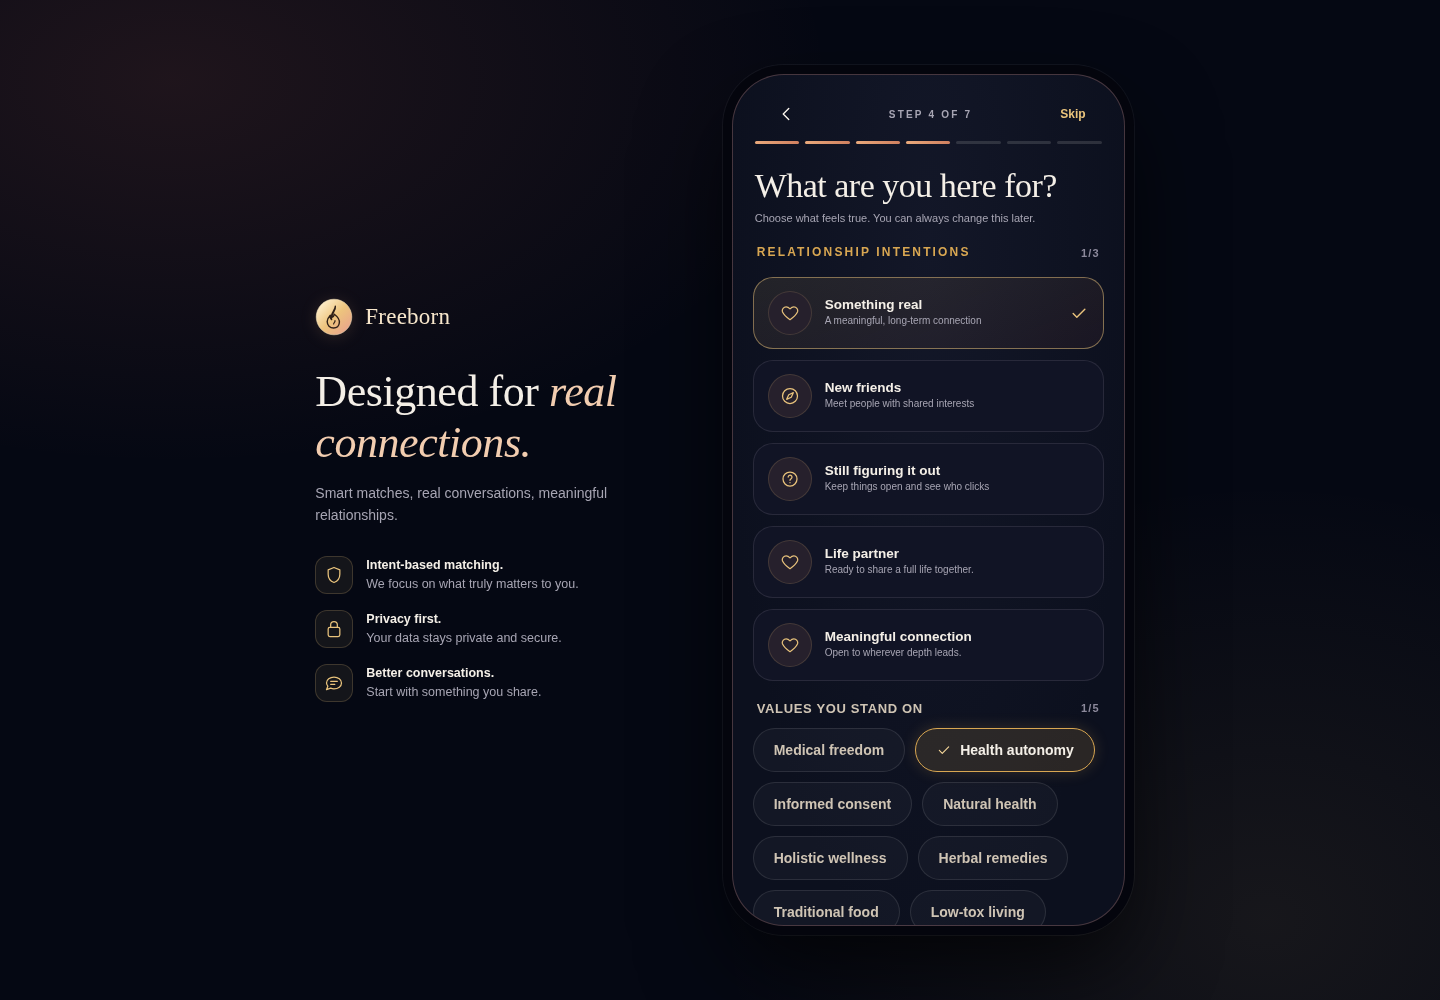 Freeborn
Designed for real
connections.
Smart matches, real conversations, meaningful
relationships.
Intent-based matching.
We focus on what truly matters to you.
Privacy first.
Your data stays private and secure.
Better conversations.
Start with something you share.
STEP 4 OF 7
Skip
What are you here for?
Choose what feels true. You can always change this later.
RELATIONSHIP INTENTIONS
1/3
Something real
A meaningful, long-term connection
New friends
Meet people with shared interests
Still figuring it out
Keep things open and see who clicks
Life partner
Ready to share a full life together.
Meaningful connection
Open to wherever depth leads.
VALUES YOU STAND ON
1/5
Medical freedom
Health autonomy
Informed consent
Natural health
Holistic wellness
Herbal remedies
Traditional food
Low-tox living